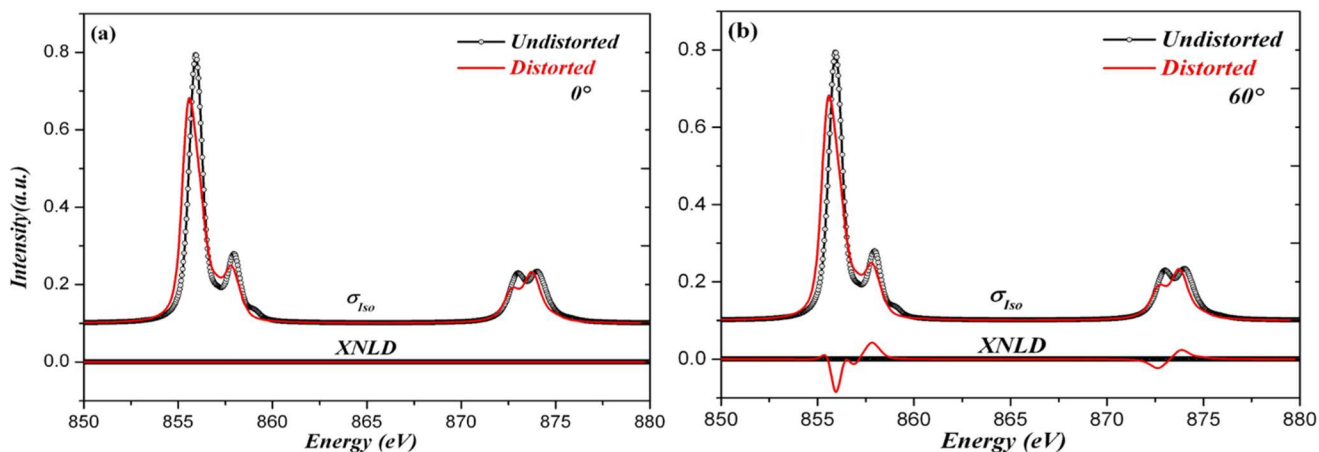 (a)
Undistorted
Distorted
0°
0.8
0.6
0.4
0.2
0.0
σIso
XNLD
850 855 860 865 870 875 880
Energy (eV)
Intensity(a.u.)
(b)
Undistorted
Distorted
60°
0.8
0.6
0.4
0.2
0.0
σIso
XNLD
850 855 860 865 870 875 880
Energy (eV)